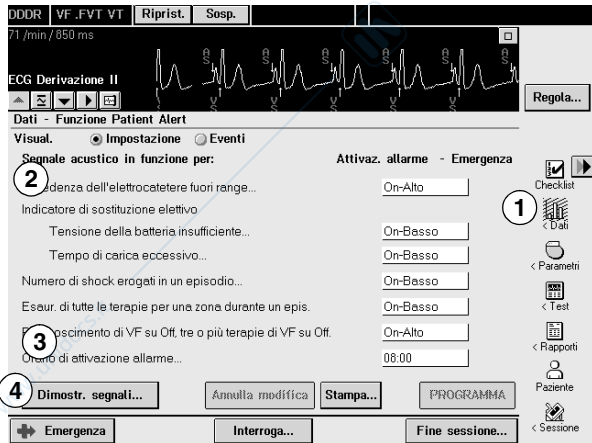 DDDR VF .FVT VT Riprist. Sosp.
71 /min / 850 ms
A S A S A S A S A S
ECG Derivazione II
V S V S V S V S V S
Regola...
Dati - Funzione Patient Alert
Visual. Impostazione Eventi
Segnale acustico in funzione per: Attivaz. allarme - Emergenza
2
dell'elettrocatetere fuori range... On-Alto
Indicatore di sostituzione elettivo
Tensione della batteria insufficiente... On-Basso
Tempo di carica eccessivo... On-Basso
Numero di shock erogati in un episodio... On-Basso
Esaur. di tutte le terapie per una zona durante un epis. On-Basso
di VF su Off, tre o più terapie di VF su Off. On-Alto
3
di attivazione allarme... 08:00
4
Dimostr. segnali... Annulla modifica Stampa... PROGRAMMA
Emergenza Interroga... Fine sessione...
Checklist
1
< Dati
< Parametri
< Test
< Rapporti
Paziente
< Sessione